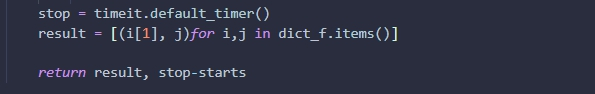 stop = timeit.default_timer()
result = [(i[1], j)for i,j in dict_f.items()]
return result, stop-starts